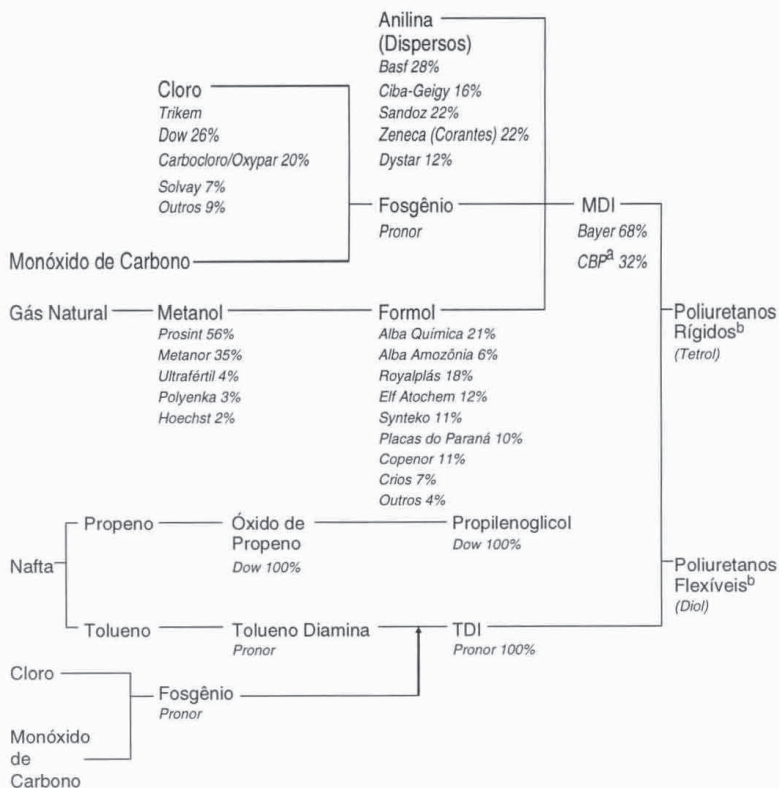 Anilina
(Dispersos)
Basf 28%
Ciba-Geigy 16%
Sandoz 22%
Zeneca (Corantes) 22%
Dystar 12%
Cloro
Trikem
Dow 26%
Carbocloro/Oxypar 20%
Solvay 7%
Outros 9%
Fosgênio
Pronor
MDI
Bayer 68%
CBPa 32%
Monóxido de Carbono
Gás Natural
Metanol
Prosint 56%
Metanor 35%
Ultrafértil 4%
Polyenka 3%
Hoechst 2%
Formol
Alba Química 21%
Alba Amozônia 6%
Royalplás 18%
Elf Atochem 12%
Synteko 11%
Placas do Paraná 10%
Copenor 11%
Crios 7%
Outros 4%
Poliuretanos
Rígidosb
(Tetrol)
Nafta
Propeno
Óxido de
Propeno
Dow 100%
Propilenoglicol
Dow 100%
Poliuretanos
Flexíveisb
(Diol)
Tolueno
Tolueno Diamina
Pronor
TDI
Pronor 100%
Cloro
Fosgênio
Pronor
Monóxido
de
Carbono